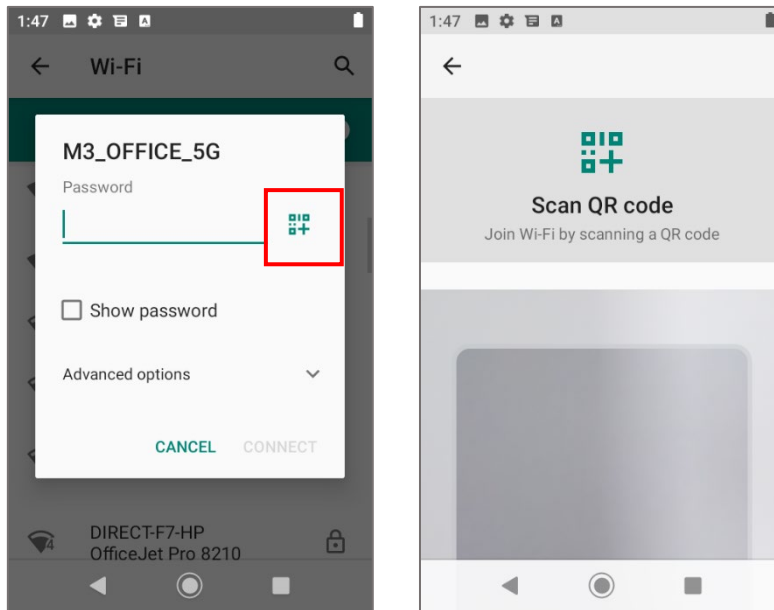 1:47
Wi-Fi
M3_OFFICE_5G
Password
Show password
Advanced options
CANCEL CONNECT
DIRECT-F7-HP
OfficeJet Pro 8210
1:47
Scan QR code
Join Wi-Fi by scanning a QR code